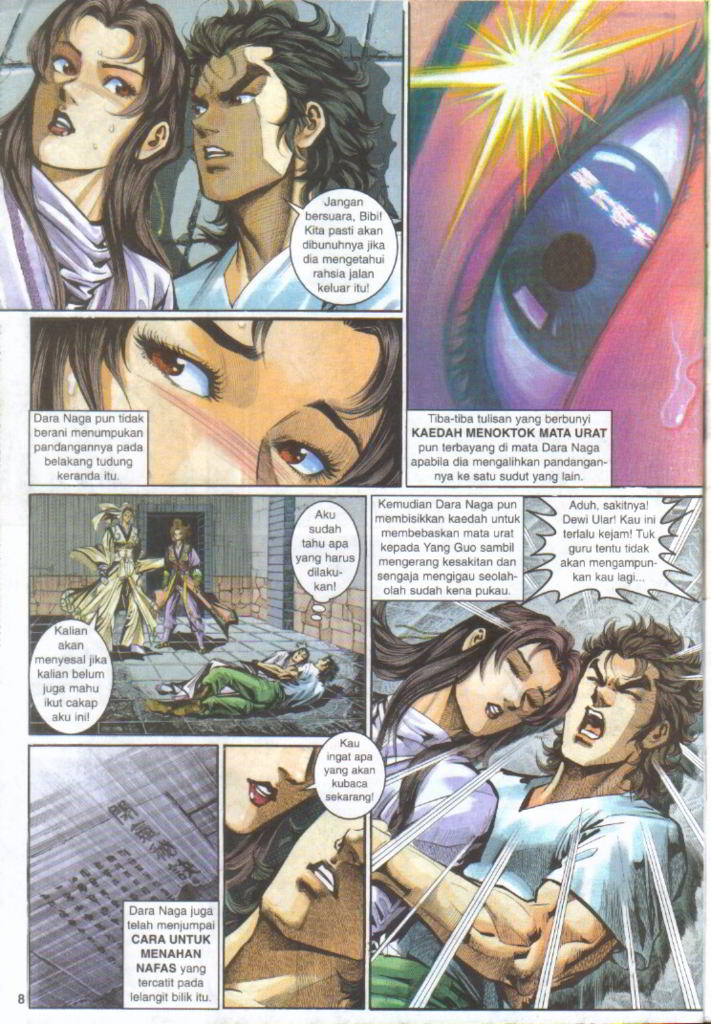 Jangan
bersuara, Bibi!
Kita pasti akan
dibunuhnya jika
dia mengetahui
rahsia jalan
keluar itu!
Tiba-tiba tulisan yang berbunyi
KAEDAH MENOKTOK MATA URAT
pun terbayang di mata Dara Naga
apabila dia mengalihkan pandangan-
nya ke satu sudut yang lain.
Dara Naga pun tidak
berani menumpukan
pandangannya pada
belakang tudung
keranda itu.
Aku
sudah
tahu apa
yang harus
dilaku-
kan!
Kalian
akan
menyesal jika
kalian belum
juga mahu
ikut cakap
aku ini!
Kemudian Dara Naga pun
membisikkan kaedah untuk
membebaskan mata urat
kepada Yang Guo sambil
mengerang kesakitan dan
sengaja mengigau seolah-
olah sudah kena pukau.
Aduh, sakitnya!
Dewi Ular! Kau ini
terlalu kejam! Tuk
guru tentu tidak
akan mengampun-
kan kau lagi...
Dara Naga juga
telah menjumpai
CARA UNTUK
MENAHAN
NAFAS yang
tercatit pada
lelangit bilik itu.
Kau
ingat apa
yang akan
kubaca
sekarang!
8